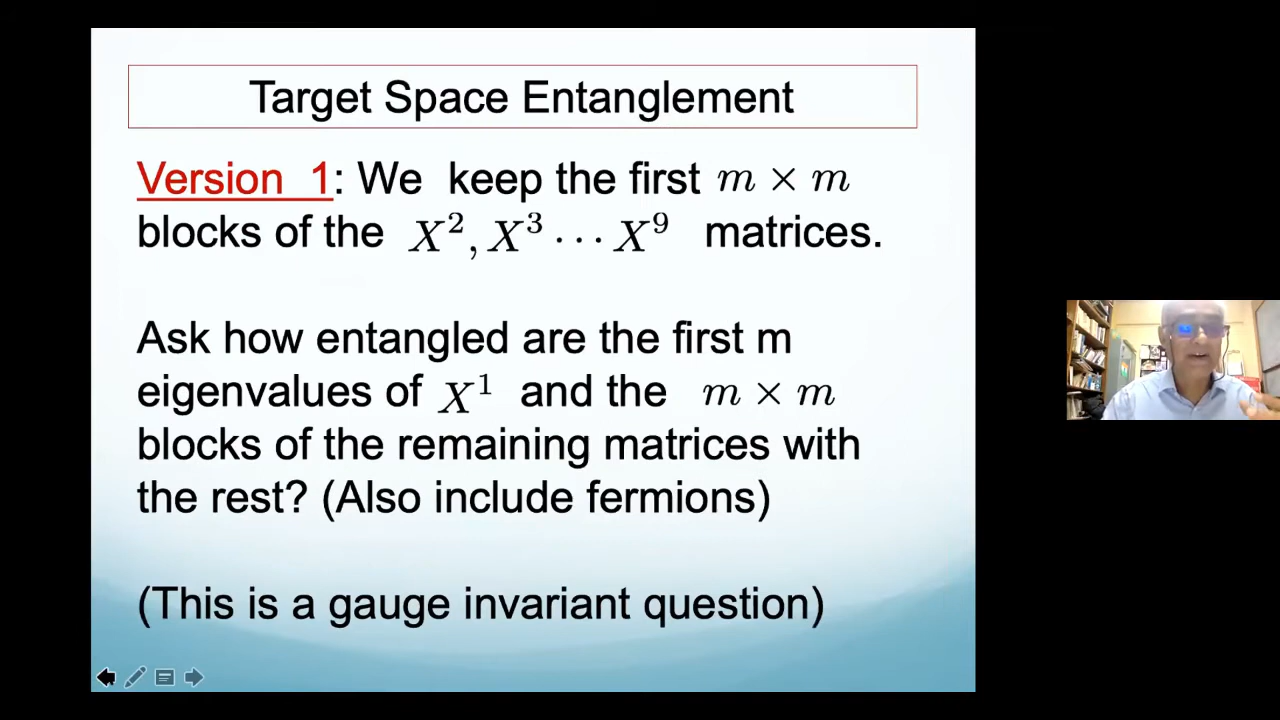 Target Space Entanglement
Version 1: We keep the first m × m
blocks of the X², X³ ··· X⁹ matrices.
Ask how entangled are the first m
eigenvalues of X¹ and the m × m
blocks of the remaining matrices with
the rest? (Also include fermions)
(This is a gauge invariant question)